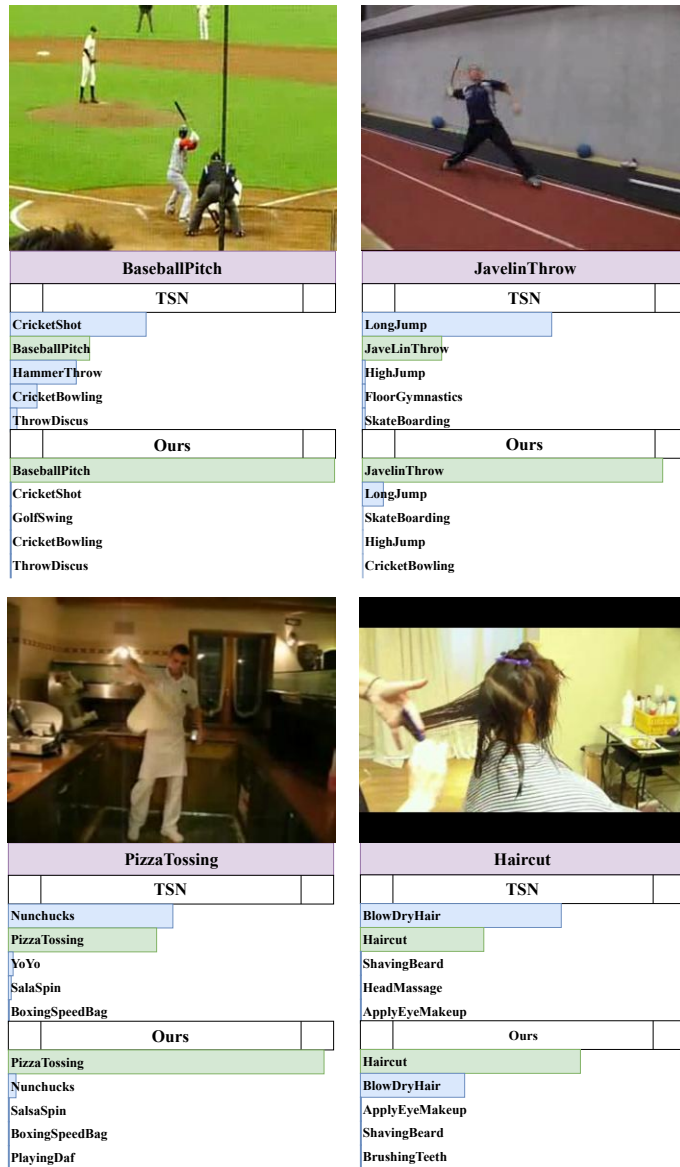 BaseballPitch
TSN
CricketShot
BaseballPitch
HammerThrow
CricketBowling
ThrowDiscus
Ours
BaseballPitch
CricketShot
GolfSwing
CricketBowling
ThrowDiscus
JavelinThrow
TSN
LongJump
JaveLinThrow
HighJump
FloorGymnastics
SkateBoarding
Ours
JavelinThrow
LongJump
SkateBoarding
HighJump
CricketBowling
PizzaTossing
TSN
Nunchucks
PizzaTossing
YoYo
SalaSpin
BoxingSpeedBag
Ours
PizzaTossing
Nunchucks
SalsaSpin
BoxingSpeedBag
PlayingDaf
Haircut
TSN
BlowDryHair
Haircut
ShavingBeard
HeadMassage
ApplyEyeMakeup
Ours
Haircut
BlowDryHair
ApplyEyeMakeup
ShavingBeard
BrushingTeeth